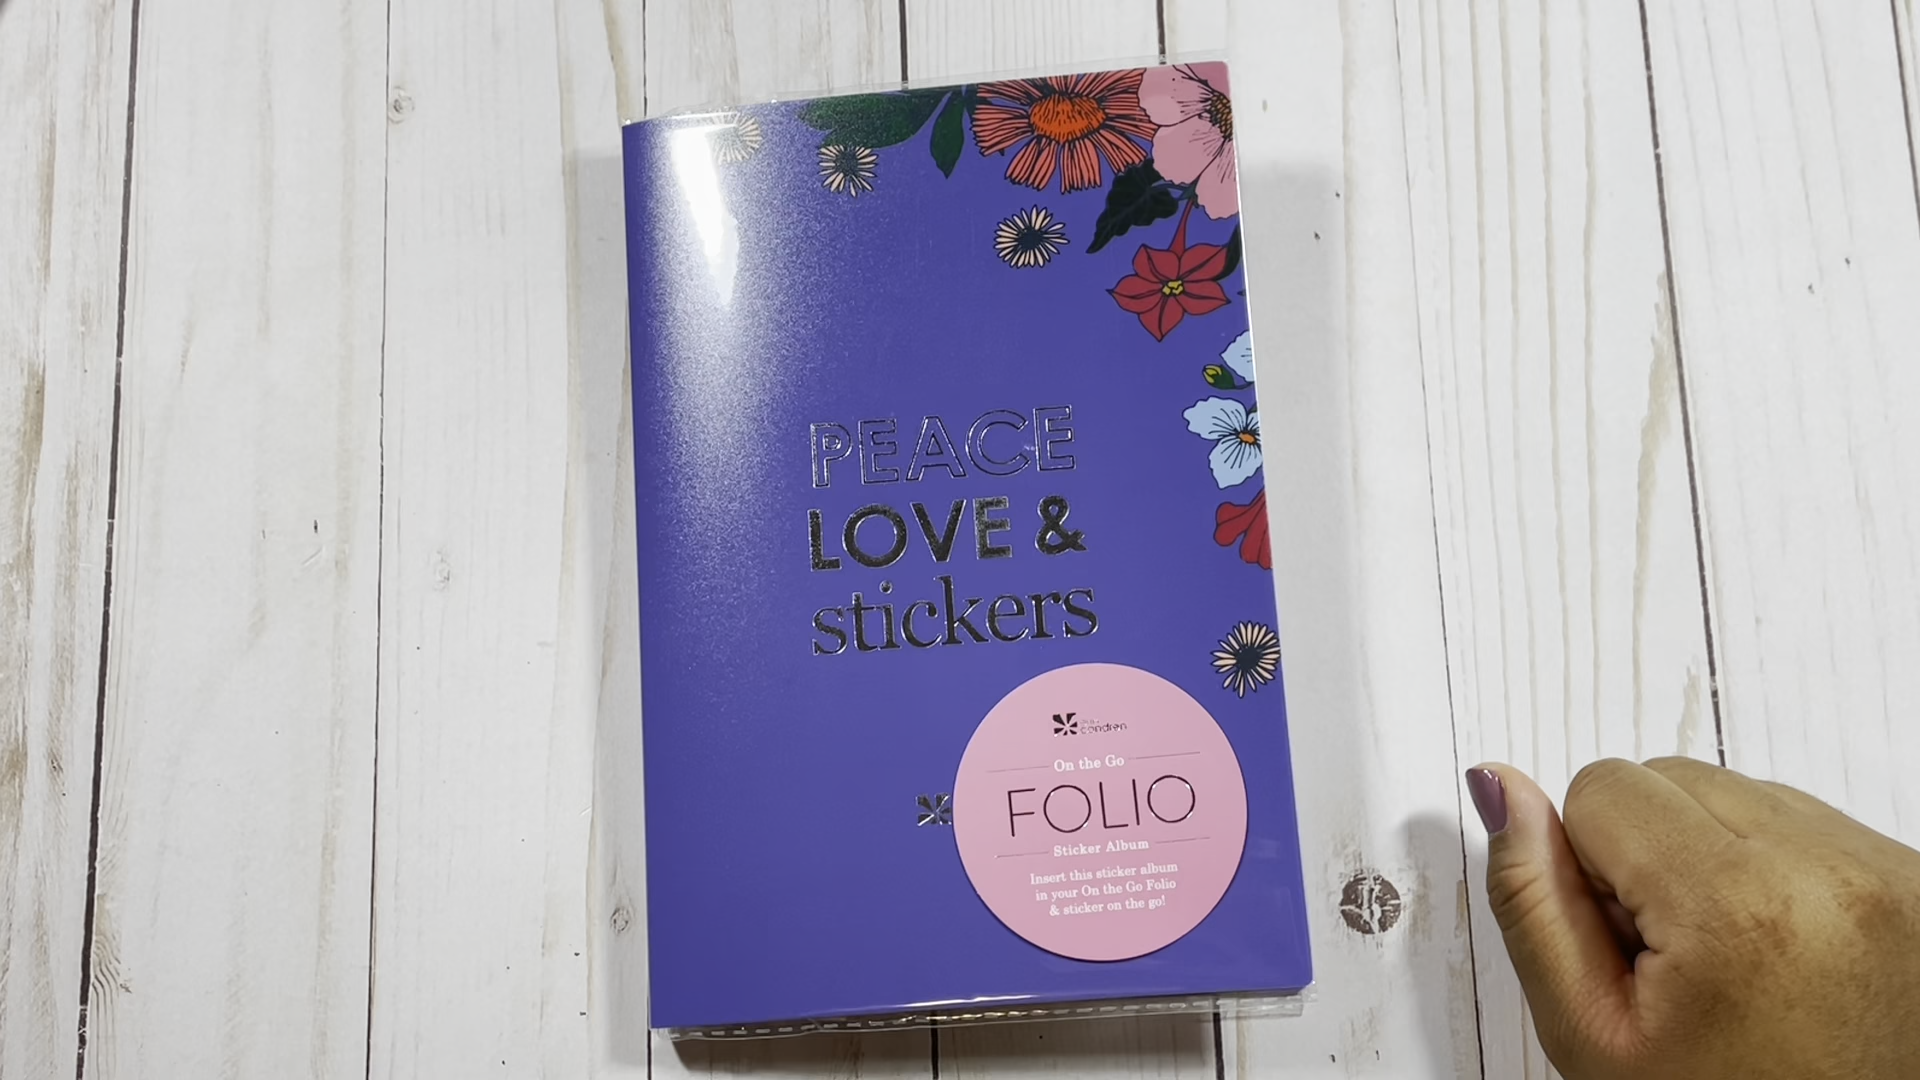 PEACE
LOVE &
stickers
condren
On the Go
FOLIO
Sticker Album
Insert this sticker album
in your On the Go Folio
& sticker on the go!